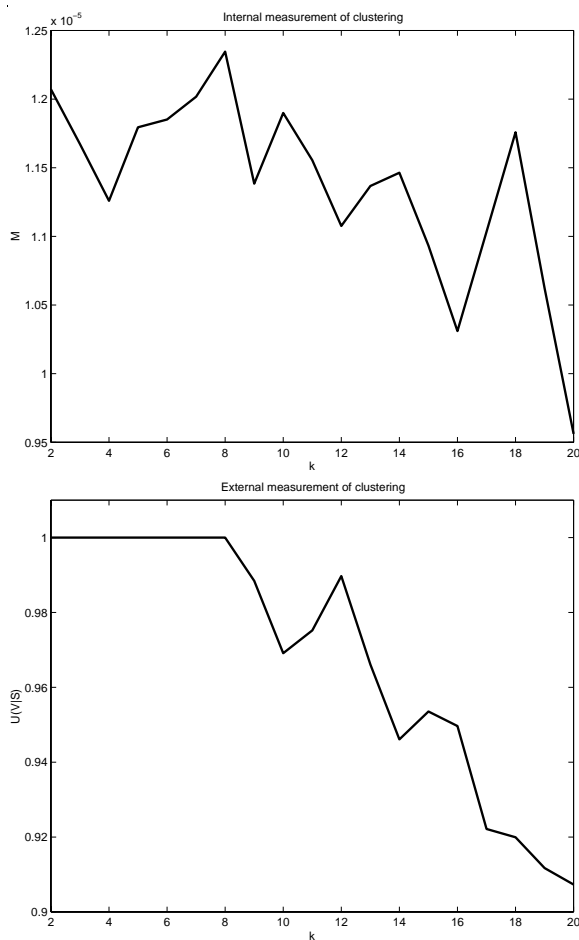 Internal measurement of clustering
x 10⁻⁵
1.25
1.2
1.15
1.1
1.05
1
0.95
M
2 4 6 8 10 12 14 16 18 20
k
External measurement of clustering
1
0.98
0.96
0.94
0.92
0.9
U(V|S)
2 4 6 8 10 12 14 16 18 20
k